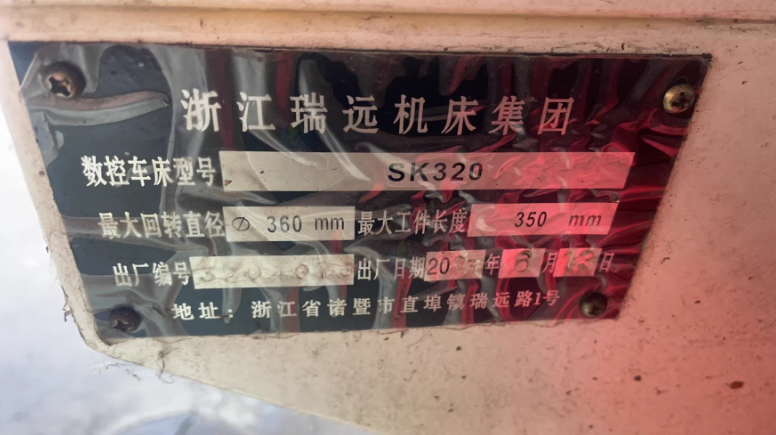 浙江瑞远机床集团
数控车床型号 SK320
最大回转直径 Ø 360 mm 最大工件长度 350 mm
出厂编号 出厂日期 20 年 6 月 12 日
地址：浙江省诸暨市直埠镇瑞远路1号